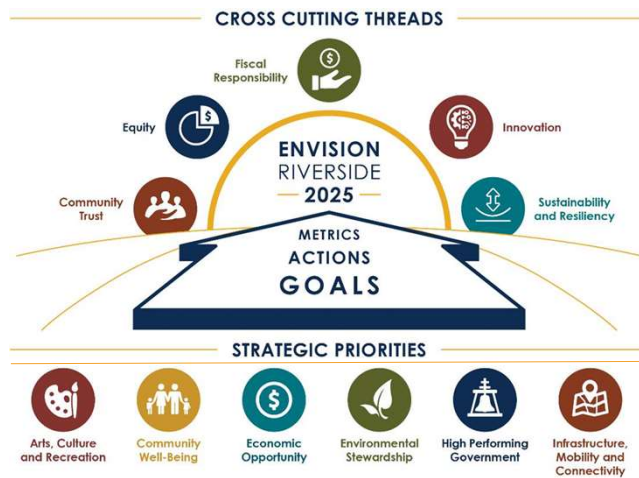 CROSS CUTTING THREADS
Fiscal
Responsibility
$
Equity
$
Innovation
ENVISION
RIVERSIDE
2025
Community
Trust
Sustainability
and Resiliency
METRICS
ACTIONS
GOALS
STRATEGIC PRIORITIES
$
Arts, Culture
and Recreation
Community
Well-Being
Economic
Opportunity
Environmental
Stewardship
High Performing
Government
Infrastructure,
Mobility and
Connectivity